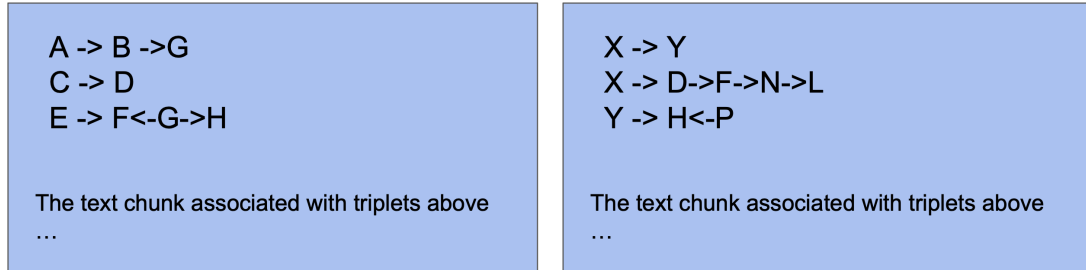 A -> B ->G
C -> D
E -> F<-G->H
The text chunk associated with triplets above
…
X -> Y
X -> D->F->N->L
Y -> H<-P
The text chunk associated with triplets above
…